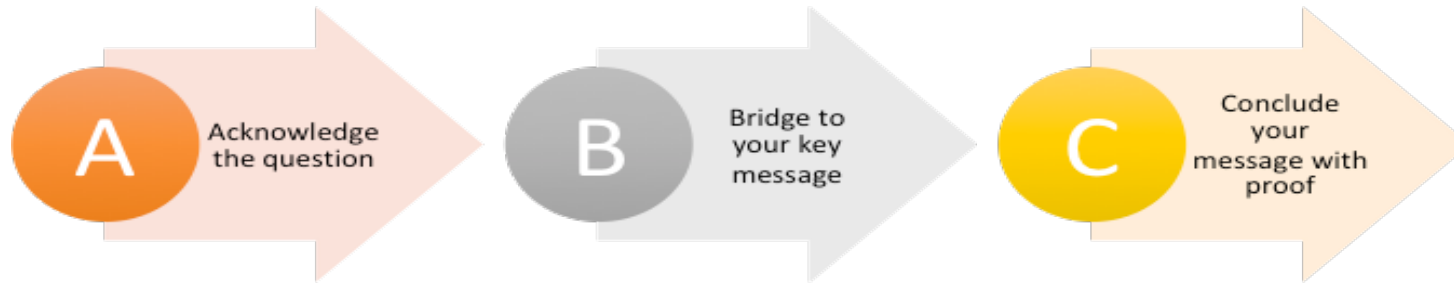 A
Acknowledge
the question
B
Bridge to
your key
message
C
Conclude
your
message with
proof